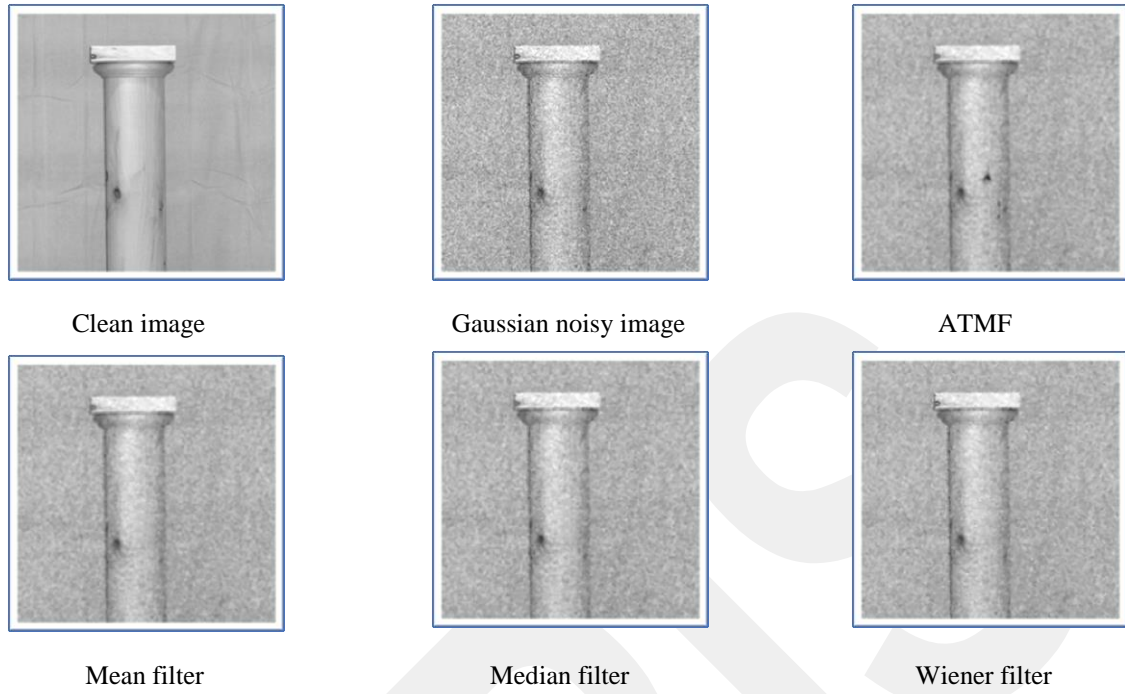 Clean image
Gaussian noisy image
ATMF
Mean filter
Median filter
Wiener filter